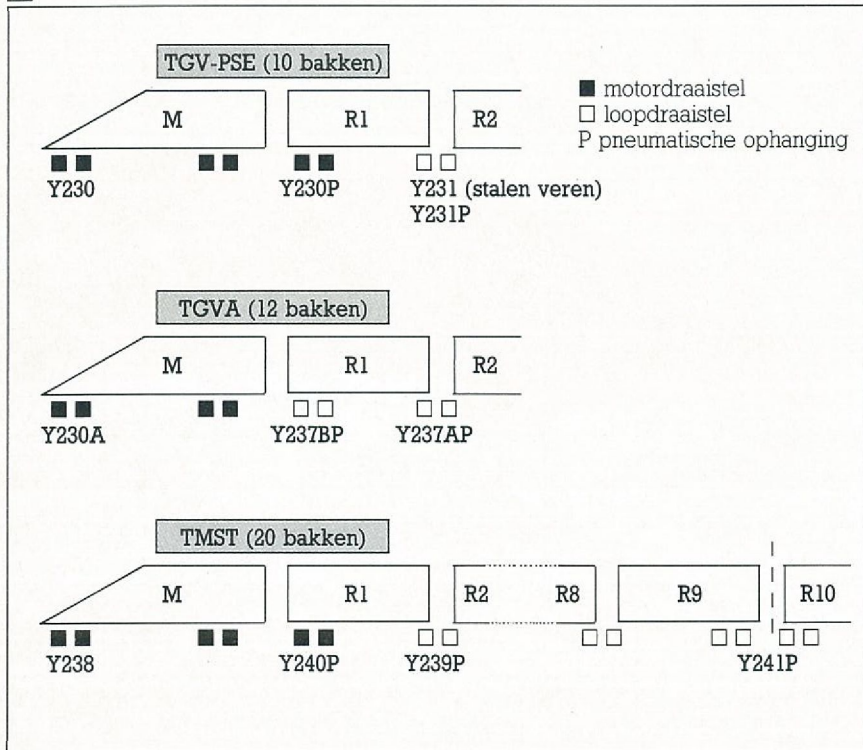 TGV-PSE (10 bakken)
■ motordraaistel
□ loopdraaistel
P pneumatische ophanging
M R1 R2
Y230 Y230P Y231 (stalen veren)
Y231P
TGVA (12 bakken)
M R1 R2
Y230A Y237BP Y237AP
TMST (20 bakken)
M R1 R2 R8 R9 R10
Y238 Y240P Y239P Y241P